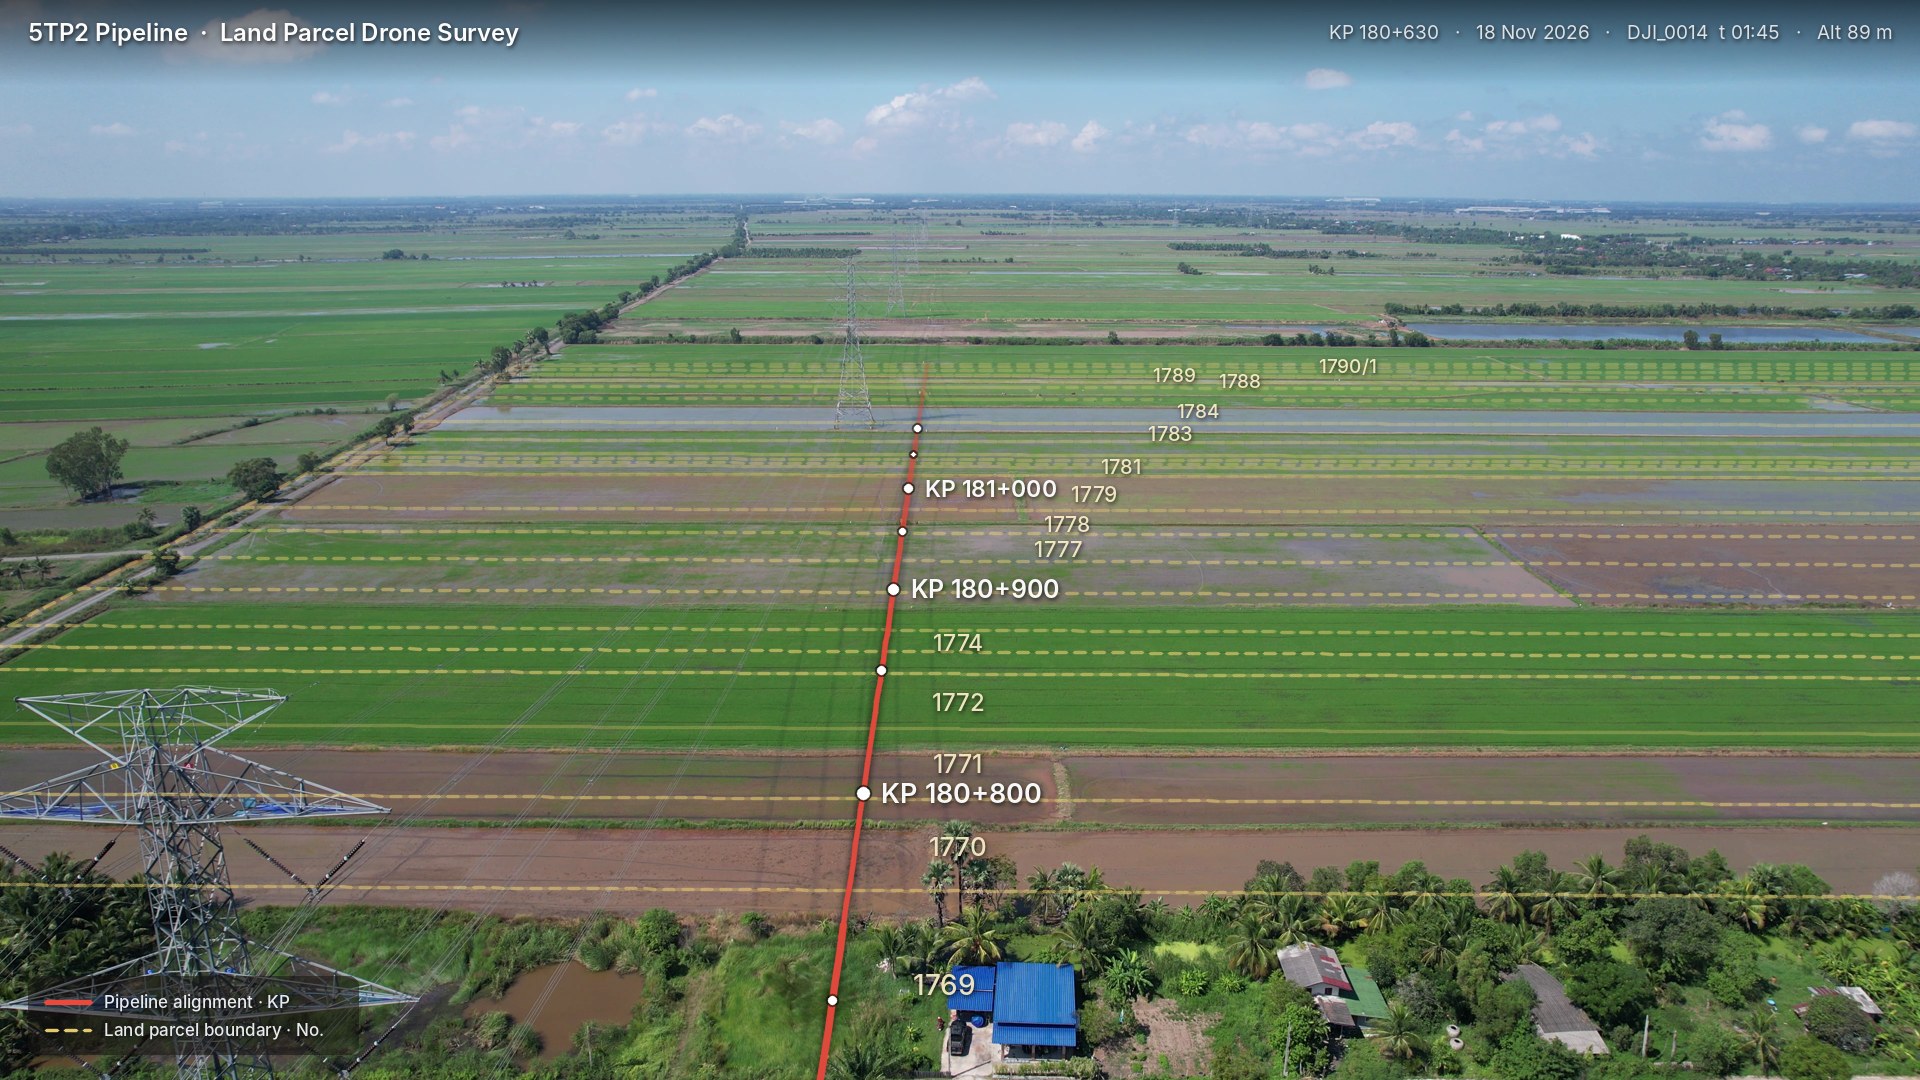 5TP2 Pipeline · Land Parcel Drone Survey
KP 180+630 · 18 Nov 2026 · DJI_0014 t 01:45 · Alt 89 m
1790/1
1789
1788
1784
1783
1781
KP 181+000
1779
1778
1777
KP 180+900
1774
1772
1771
KP 180+800
1770
1769
Pipeline alignment · KP
Land parcel boundary · No.